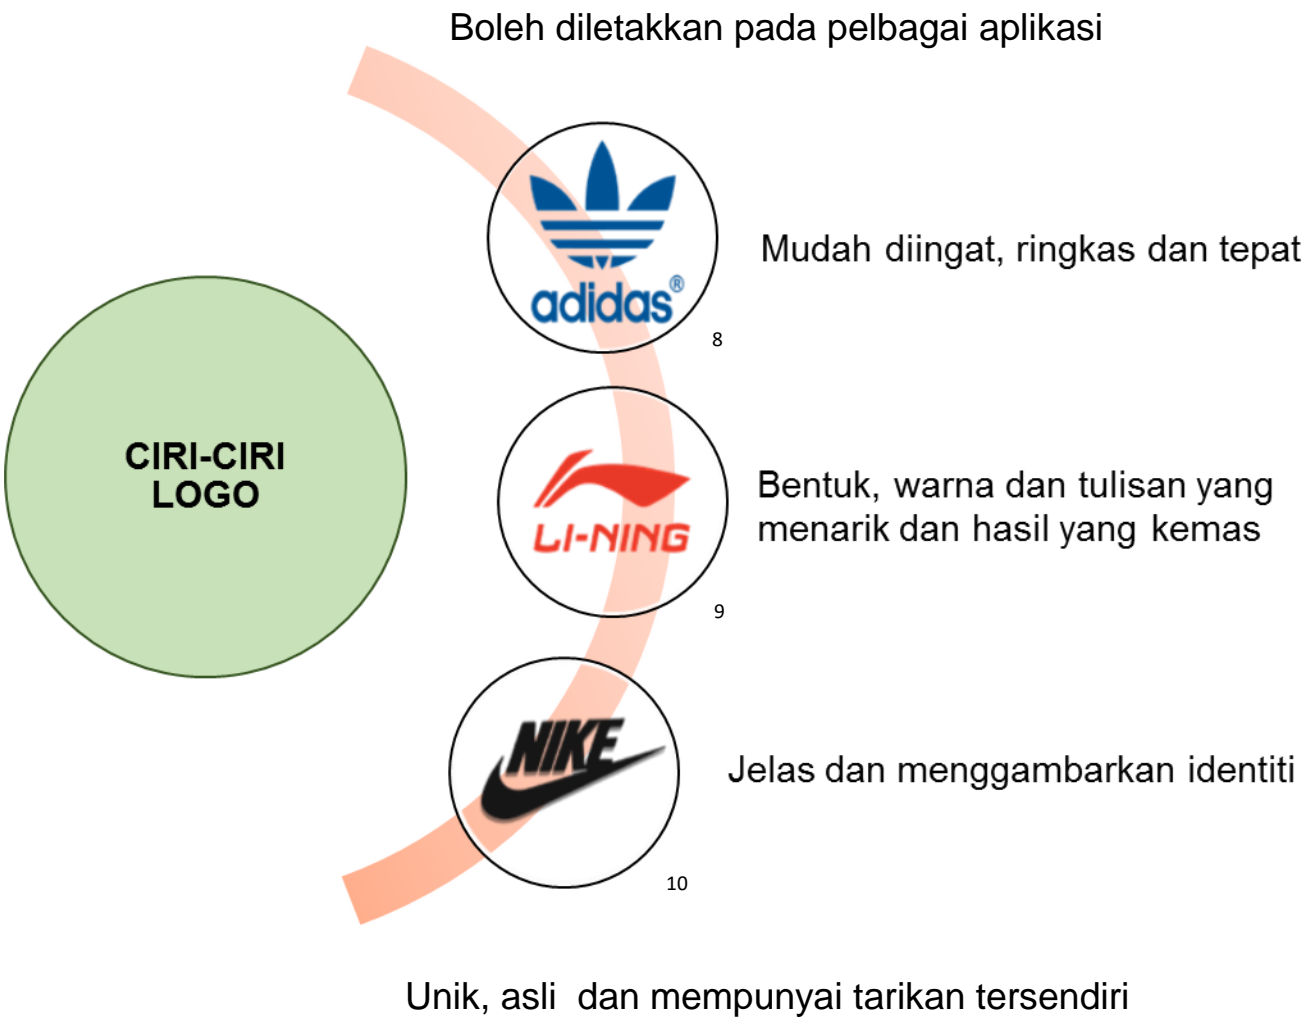 Boleh diletakkan pada pelbagai aplikasi
adidas®
8
Mudah diingat, ringkas dan tepat
CIRI-CIRI
LOGO
LI-NING
9
Bentuk, warna dan tulisan yang
menarik dan hasil yang kemas
NIKE
10
Jelas dan menggambarkan identiti
Unik, asli dan mempunyai tarikan tersendiri